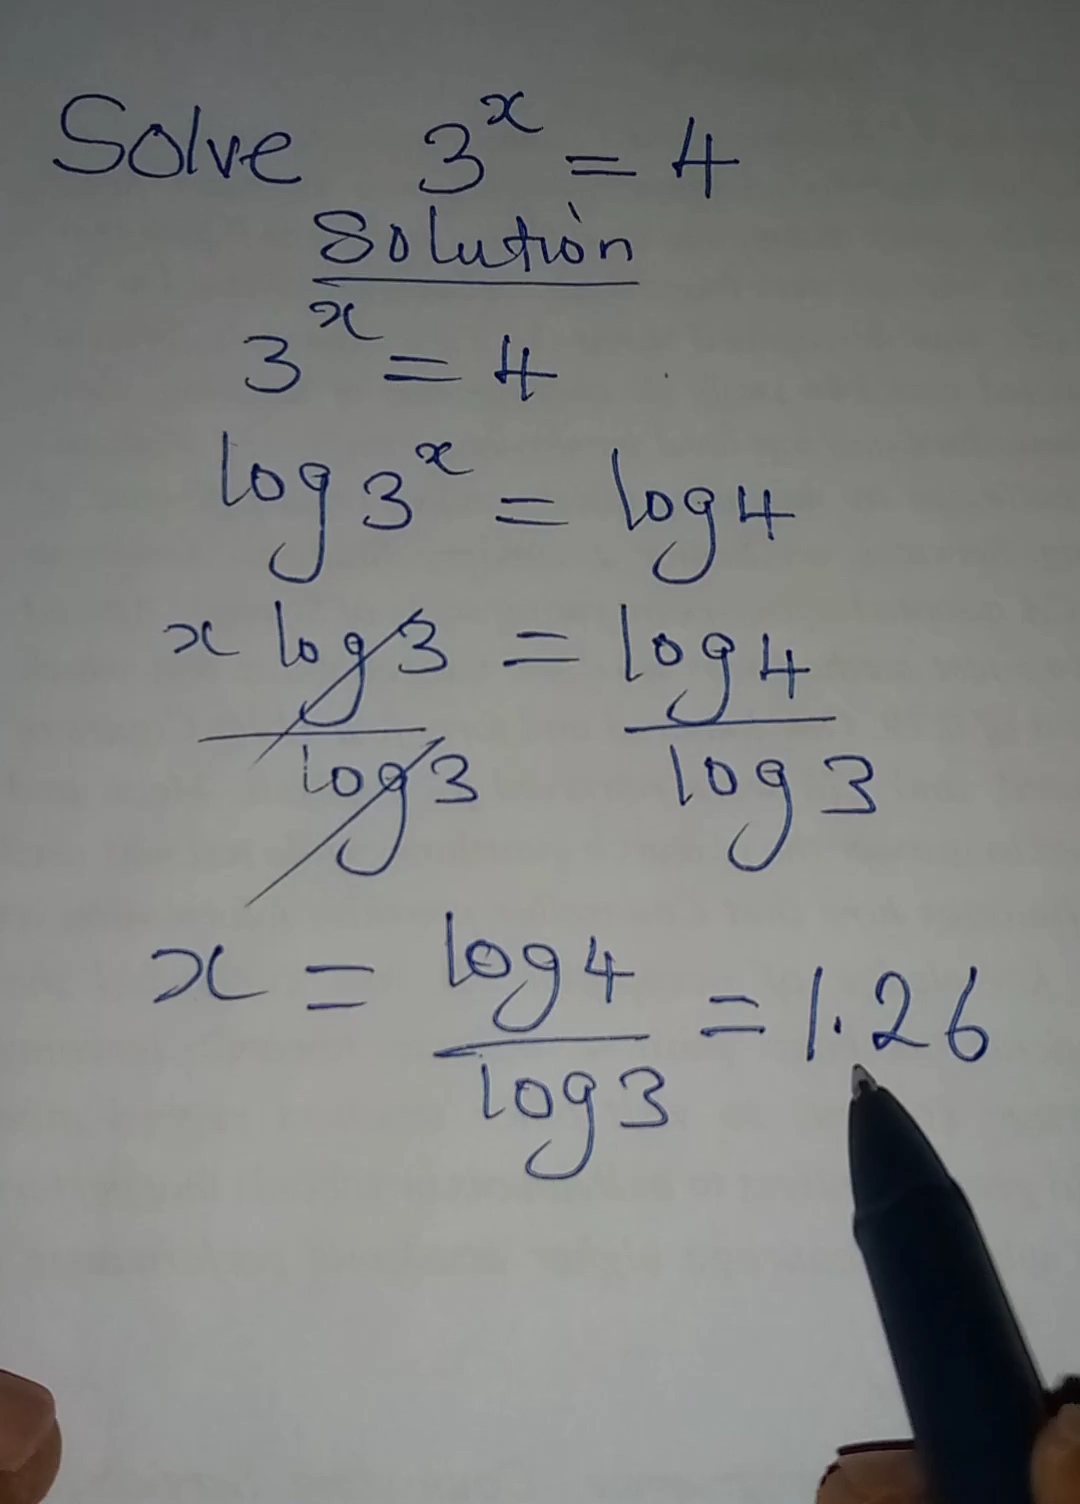 Solve 3^x = 4
Solution
3^x = 4
log 3^x = log 4
x log 3 / log 3 = log 4 / log 3
x = log 4 / log 3 = 1.26